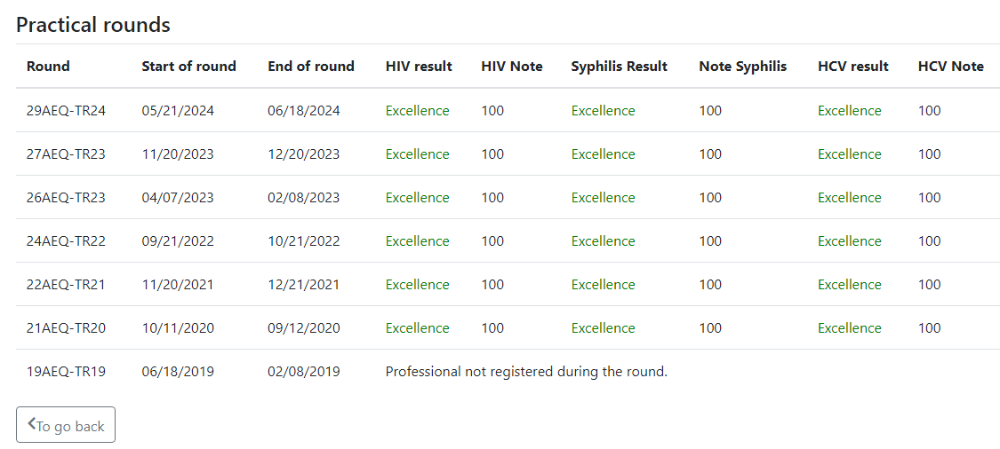 Practical rounds
Round Start of round End of round HIV result HIV Note Syphilis Result Note Syphilis HCV result HCV Note
29AEQ-TR24 05/21/2024 06/18/2024 Excellence 100 Excellence 100 Excellence 100
27AEQ-TR23 11/20/2023 12/20/2023 Excellence 100 Excellence 100 Excellence 100
26AEQ-TR23 04/07/2023 02/08/2023 Excellence 100 Excellence 100 Excellence 100
24AEQ-TR22 09/21/2022 10/21/2022 Excellence 100 Excellence 100 Excellence 100
22AEQ-TR21 11/20/2021 12/21/2021 Excellence 100 Excellence 100 Excellence 100
21AEQ-TR20 10/11/2020 09/12/2020 Excellence 100 Excellence 100 Excellence 100
19AEQ-TR19 06/18/2019 02/08/2019 Professional not registered during the round.
To go back